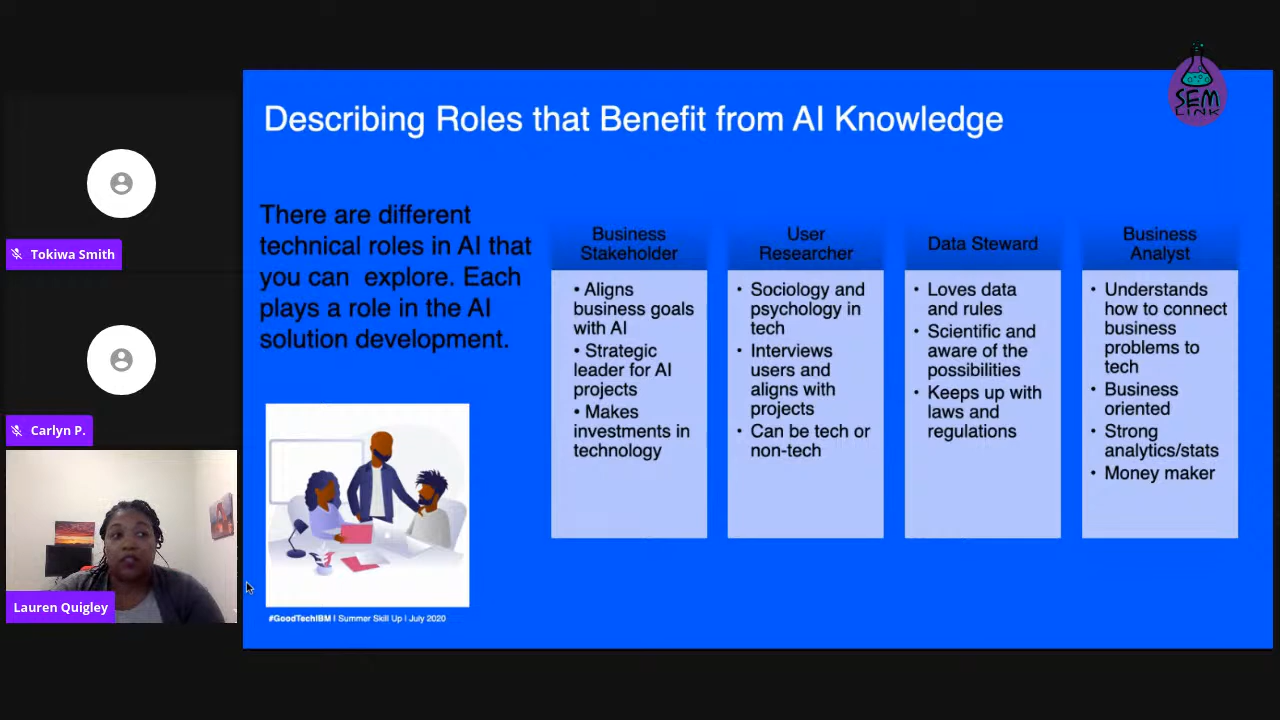 SEM
LINK
Describing Roles that Benefit from AI Knowledge
There are different
technical roles in AI that
you can explore. Each
plays a role in the AI
solution development.
Business
Stakeholder
• Aligns
business goals
with AI
• Strategic
leader for AI
projects
• Makes
investments in
technology
User
Researcher
• Sociology and
psychology in
tech
• Interviews
users and
aligns with
projects
• Can be tech or
non-tech
Data Steward
• Loves data
and rules
• Scientific and
aware of the
possibilities
• Keeps up with
laws and
regulations
Business
Analyst
• Understands
how to connect
business
problems to
tech
• Business
oriented
• Strong
analytics/stats
• Money maker
#GoodTechIBM | Summer Skill Up | July 2020
Tokiwa Smith
Carlyn P.
Lauren Quigley